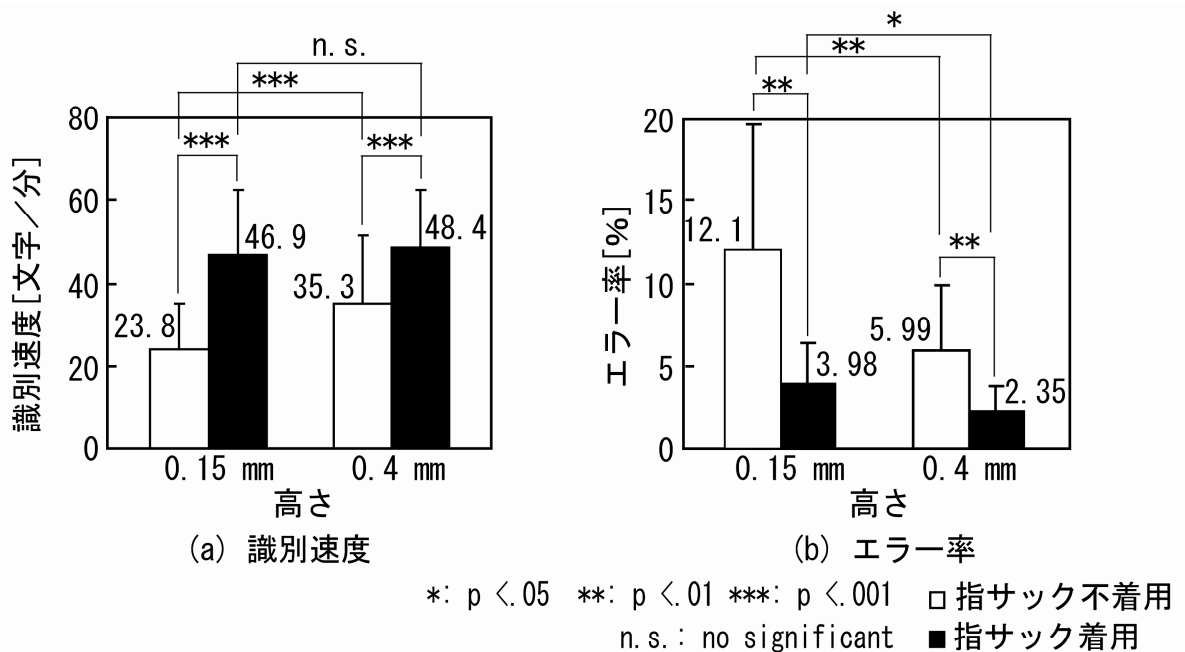 n.s.
***
***
***
80
60
40
20
0
識別速度[文字/分]
23.8
46.9
35.3
48.4
0.15 mm
0.4 mm
高さ
(a) 識別速度
*
**
**
**
20
15
10
5
0
エラー率[%]
12.1
3.98
5.99
2.35
0.15 mm
0.4 mm
高さ
(b) エラー率
*: p <.05 **: p <.01 ***: p <.001
n.s.: no significant
指サック不着用
指サック着用